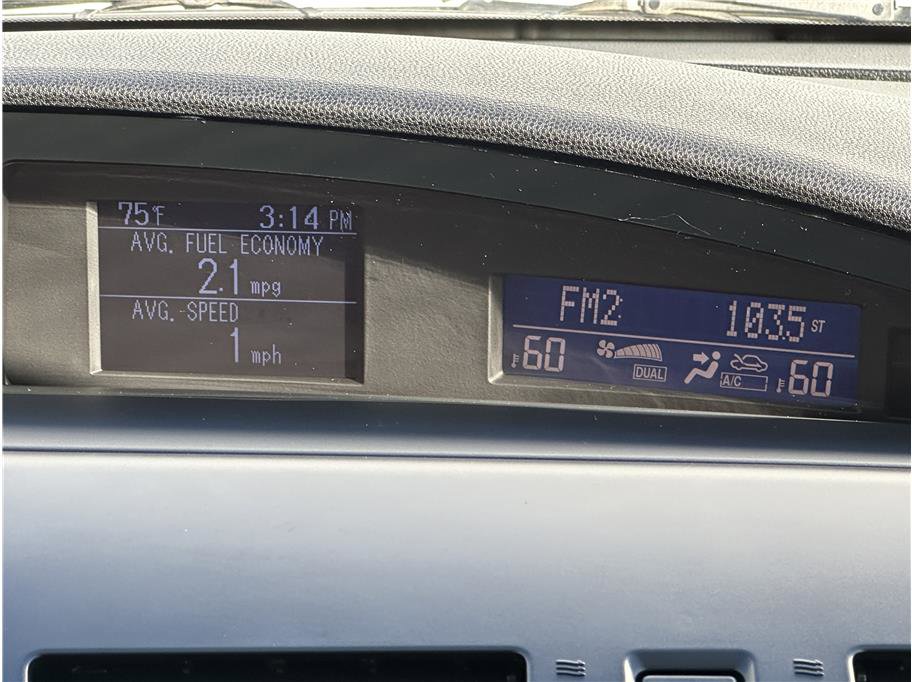 75°F 3:14 PM
AVG. FUEL ECONOMY
2.1 mpg
AVG. SPEED
1 mph
FM2 103.5 ST
60 DUAL A/C 60